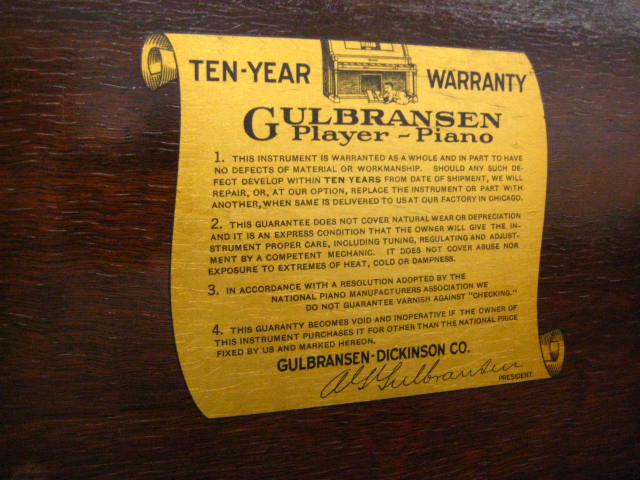 TEN-YEAR WARRANTY
GULBRANSEN
Player - Piano
1. THIS INSTRUMENT IS WARRANTED AS A WHOLE AND IN PART TO HAVE
NO DEFECTS OF MATERIAL OR WORKMANSHIP. SHOULD ANY SUCH DE-
FECT DEVELOP WITHIN TEN YEARS FROM DATE OF SHIPMENT, WE WILL
REPAIR, OR, AT OUR OPTION, REPLACE THE INSTRUMENT OR PART WITH
ANOTHER, WHEN SAME IS DELIVERED TO US AT OUR FACTORY IN CHICAGO.
2. THIS GUARANTEE DOES NOT COVER NATURAL WEAR OR DEPRECIATION
AND IT IS AN EXPRESS CONDITION THAT THE OWNER WILL GIVE THE IN-
STRUMENT PROPER CARE, INCLUDING TUNING, REGULATING AND ADJUST-
MENT BY A COMPETENT MECHANIC. IT DOES NOT COVER ABUSE NOR
EXPOSURE TO EXTREMES OF HEAT, COLD OR DAMPNESS.
3. IN ACCORDANCE WITH A RESOLUTION ADOPTED BY THE
NATIONAL PIANO MANUFACTURERS ASSOCIATION WE
DO NOT GUARANTEE VARNISH AGAINST "CHECKING."
4. THIS GUARANTY BECOMES VOID AND INOPERATIVE IF THE OWNER OF
THIS INSTRUMENT PURCHASES IT FOR OTHER THAN THE NATIONAL PRICE
FIXED BY US AND MARKED HEREON.
GULBRANSEN-DICKINSON CO.
A G Gulbransen
PRESIDENT.